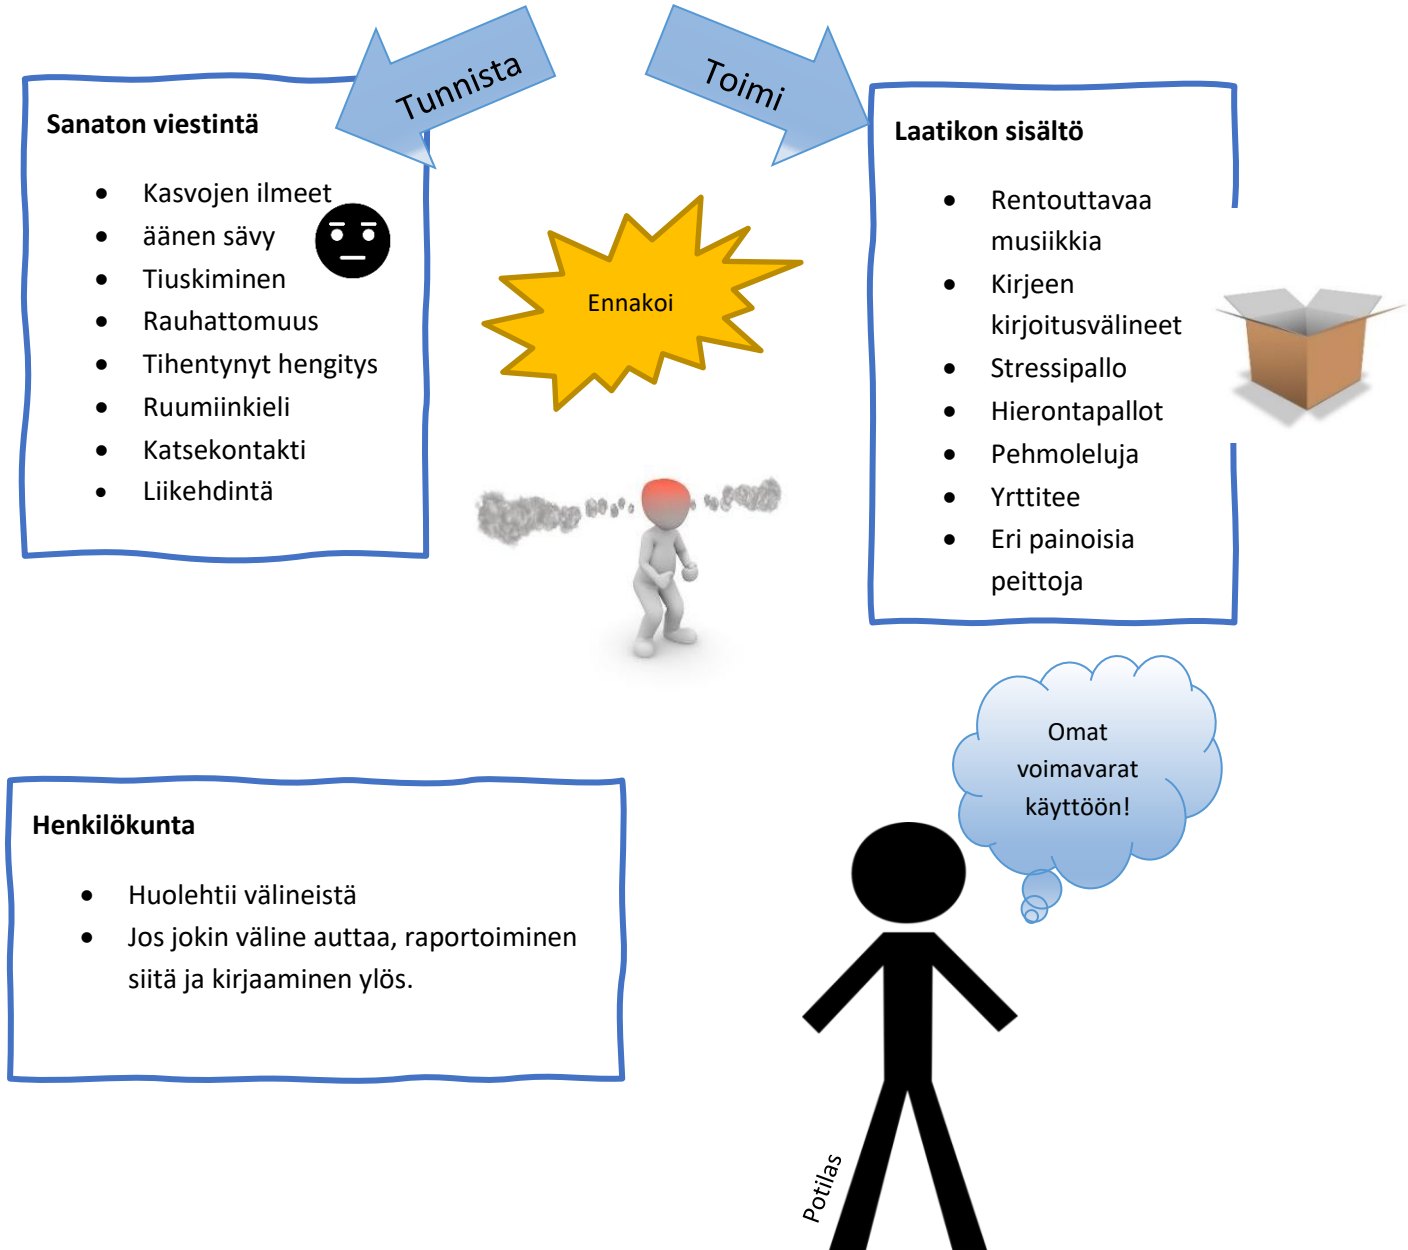 Tunnista
Toimi
Sanaton viestintä
• Kasvojen ilmeet
• äänen sävy
• Tiuskiminen
• Rauhattomuus
• Tihentynyt hengitys
• Ruumiinkieli
• Katsekontakti
• Liikehdintä
Ennakoi
Laatikon sisältö
• Rentouttavaa
musiikkia
• Kirjeen
kirjoitusvälineet
• Stressipallo
• Hierontapallot
• Pehmoleluja
• Yrttitee
• Eri painoisia
peittoja
Omat
voimavarat
käyttöön!
Henkilökunta
• Huolehtii välineistä
• Jos jokin väline auttaa, raportoiminen
siitä ja kirjaaminen ylös.
Potilas